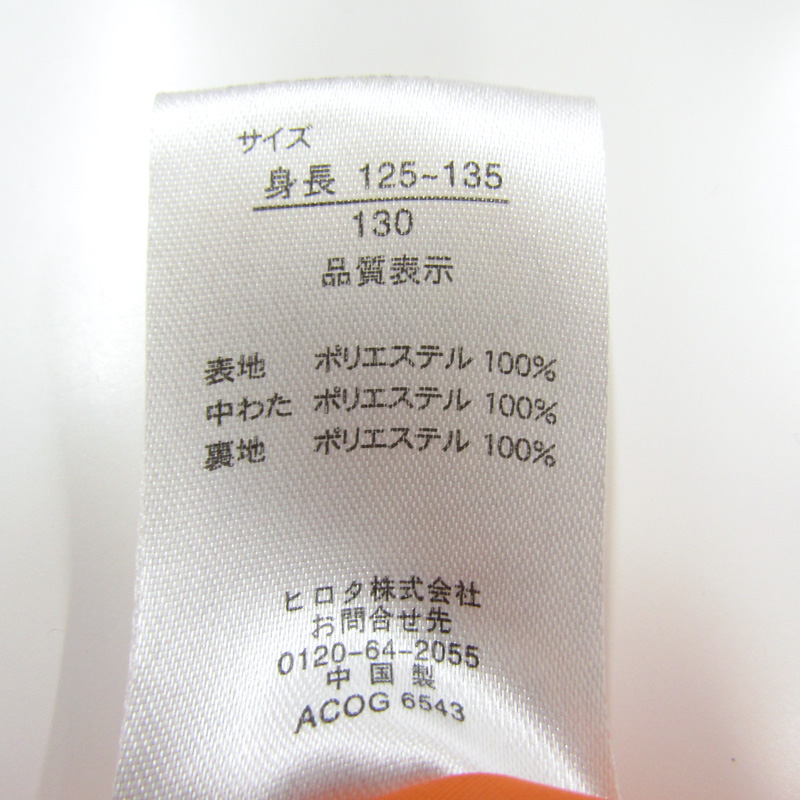 サイズ
身長 125~135
130
品質表示
表地 ポリエステル 100%
中わた ポリエステル 100%
裏地 ポリエステル 100%
ヒロタ株式会社
お問合せ先
0120-64-2055
中国製
ACOG 6543